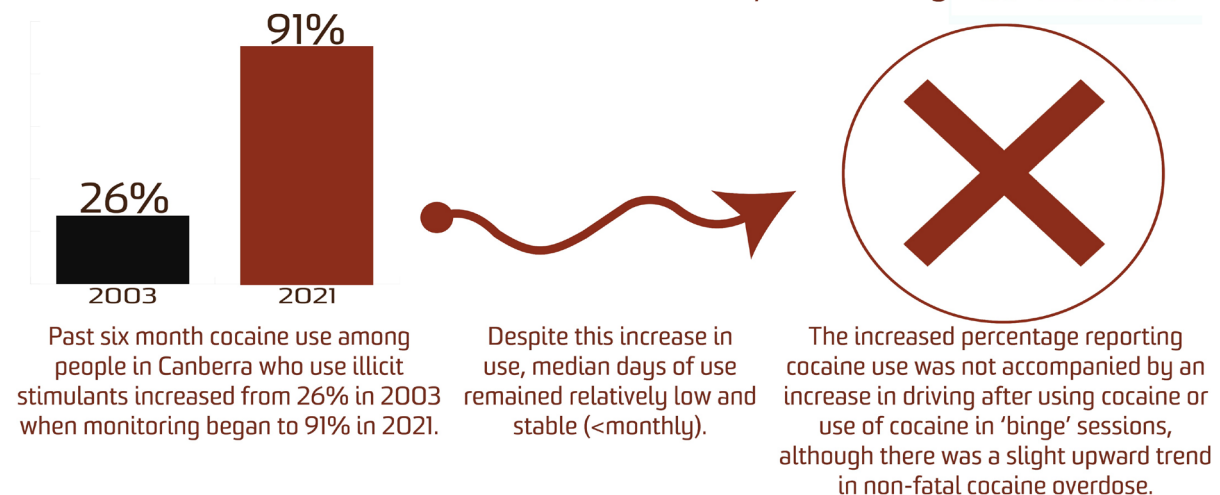 91%
26%
2003
2021
Past six month cocaine use among
people in Canberra who use illicit
stimulants increased from 26% in 2003
when monitoring began to 91% in 2021.
Despite this increase in
use, median days of use
remained relatively low and
stable (<monthly).
The increased percentage reporting
cocaine use was not accompanied by an
increase in driving after using cocaine or
use of cocaine in ‘binge’ sessions,
although there was a slight upward trend
in non-fatal cocaine overdose.